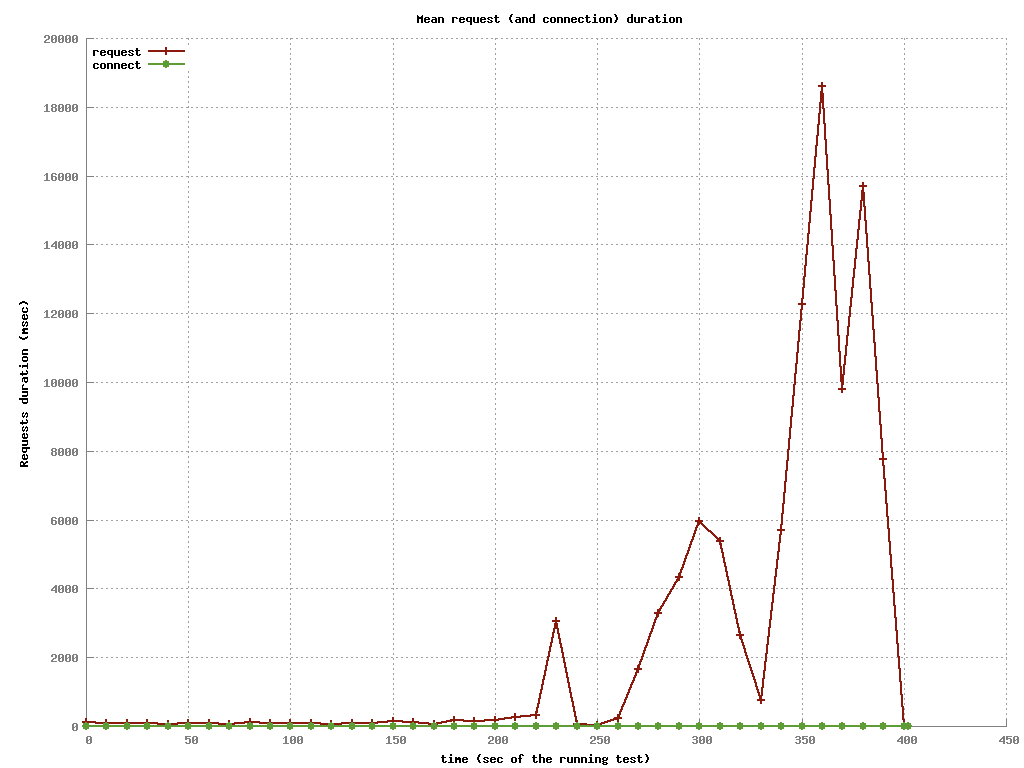 Mean request (and connection) duration
20000
request
connect
18000
16000
14000
12000
10000
8000
6000
4000
2000
0
Requests duration (msec)
0 50 100 150 200 250 300 350 400 450
time (sec of the running test)